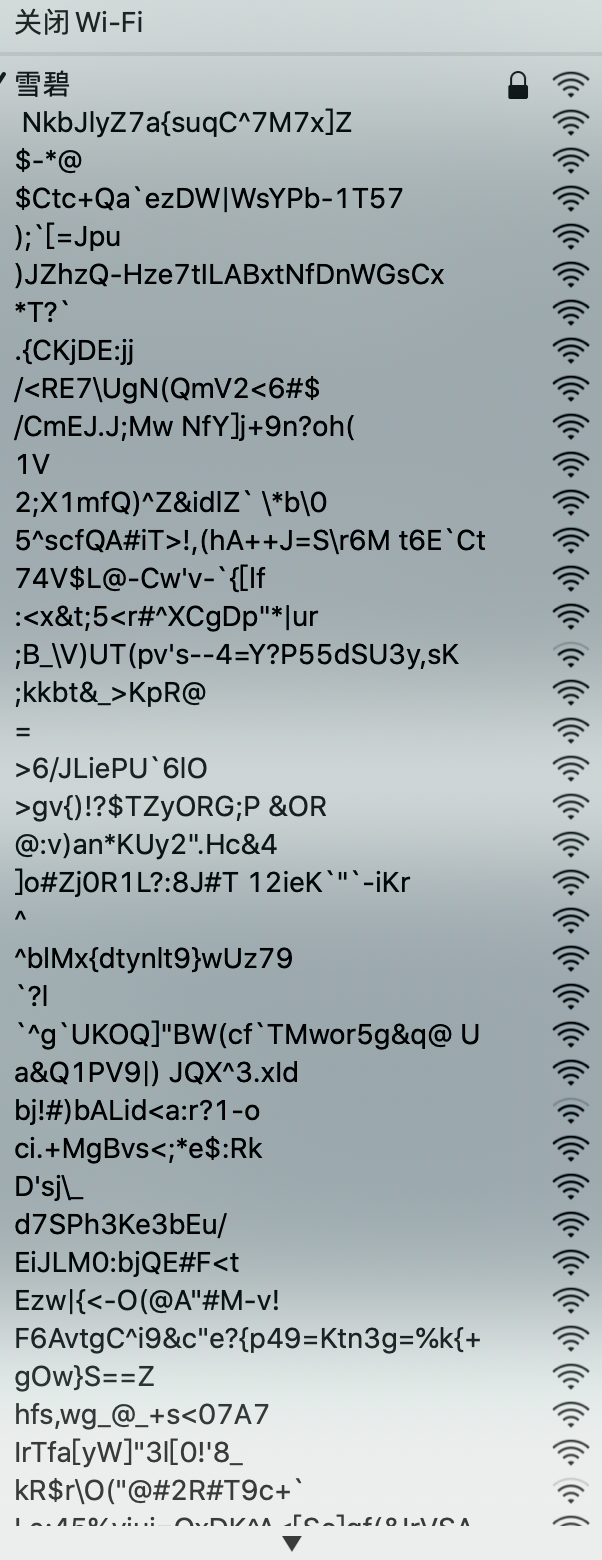 关闭 Wi-Fi
雪碧
NkbJlyZ7a{suqC^7M7x]Z
$-*@
$Ctc+Qa`ezDW|WsYPb-1T57
);`[=Jpu
)JZhzQ-Hze7tILABxtNfDnWGsCx
*T?`
.{CKjDE:jj
/<RE7\UgN(QmV2<6#$
/CmEJ.J;Mw NfY]j+9n?oh(
1V
2;X1mfQ)^Z&idlZ` \*b\0
5^scfQA#iT>!,(hA++J=S\r6M t6E`Ct
74V$L@-Cw'v-`{[lf
:<x&t;5<r#^XCgDp"*|ur
;B_\V)UT(pv's--4=Y?P55dSU3y,sK
;kkbt&_>KpR@
=
>6/JLiePU`6lO
>gv{)!?$TZyORG;P &OR
@:v)an*KUy2".Hc&4
]o#Zj0R1L?:8J#T 12ieK`"`-iKr
^
^blMx{dtynlt9}wUz79
`?l
`^g`UKOQ]"BW(cf`TMwor5g&q@ U
a&Q1PV9|) JQX^3.xld
bj!#)bALid<a:r?1-o
ci.+MgBvs<;*e$:Rk
D'sj\_
d7SPh3Ke3bEu/
EiJLM0:bjQE#F<t
Ezw|{<-O(@A"#M-v!
F6AvtgC^i9&c"e?{p49=Ktn3g=%k{+
gOw}S==Z
hfs,wg_@_+s<07A7
IrTfa[yW]"3l[0!'8_
kR$r\O("@#2R#T9c+`